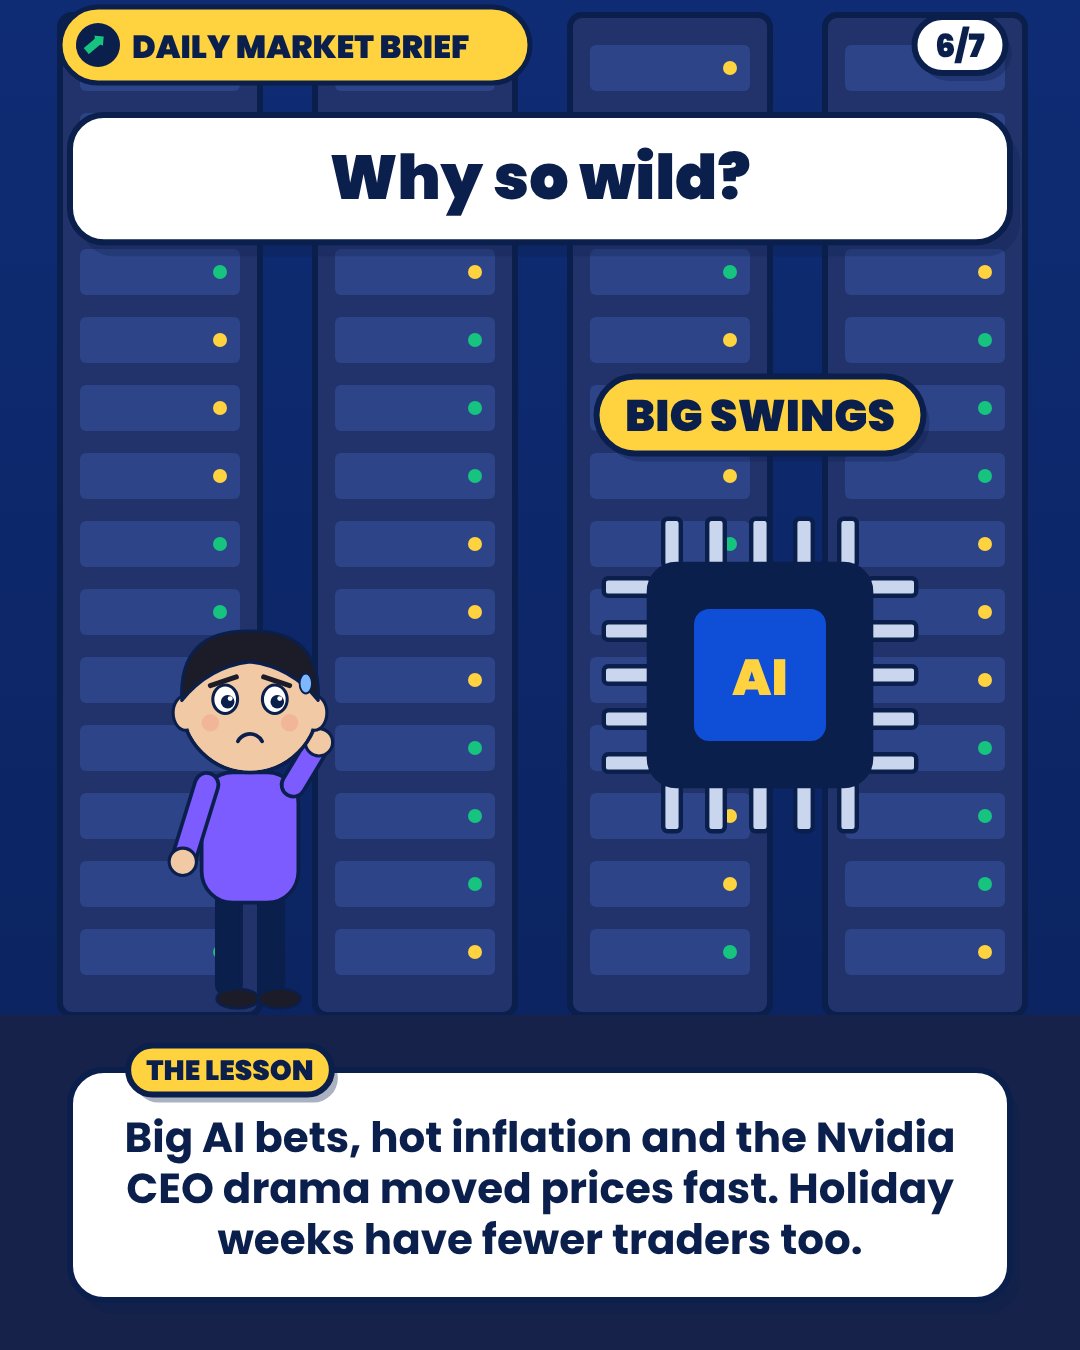 DAILY MARKET BRIEF
6/7
Why so wild?
BIG SWINGS
AI
THE LESSON
Big AI bets, hot inflation and the Nvidia
CEO drama moved prices fast. Holiday
weeks have fewer traders too.